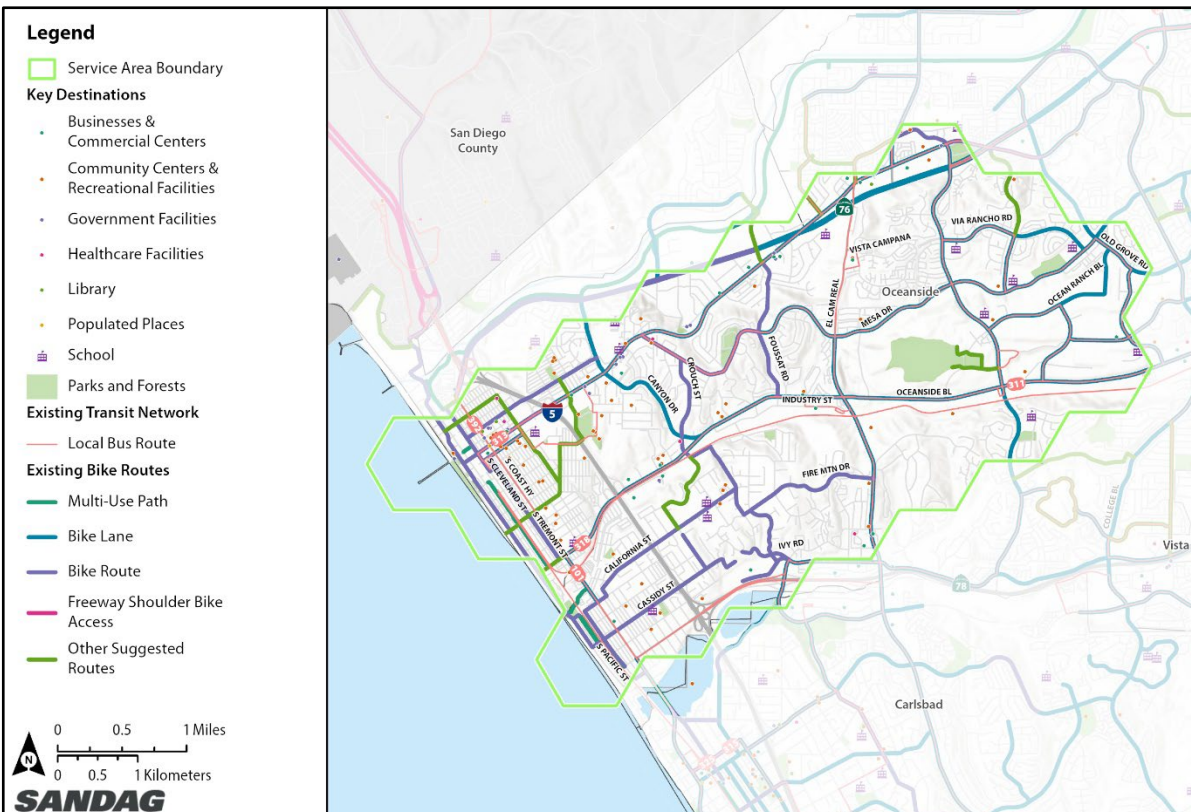 Legend
Service Area Boundary
Key Destinations
Businesses &
Commercial Centers
Community Centers &
Recreational Facilities
Government Facilities
Healthcare Facilities
Library
Populated Places
School
Parks and Forests
Existing Transit Network
Local Bus Route
Existing Bike Routes
Multi-Use Path
Bike Lane
Bike Route
Freeway Shoulder Bike
Access
Other Suggested
Routes
0 0.5 1 Miles
N
0 0.5 1 Kilometers
SANDAG
San Diego
County
76
VIA RANCHO RD
VISTA CAMPANA
OLD GROVE RD
OCEAN RANCH BL
Oceanside
EL CAM REAL
MESA DR
FOUSSAT RD
CROUCH ST
CANYON DR
311
OCEANSIDE BL
INDUSTRY ST
5
S COAST HY
S CLEVELAND ST
S TREMONT ST
FIRE MTN DR
COLLEGE BL
CALIFORNIA ST
IVY RD
Vista
101
78
CASSIDY ST
S PACIFIC ST
Carlsbad